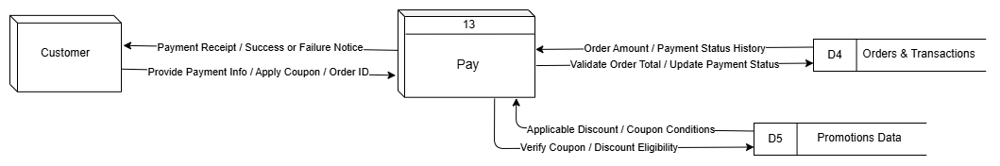 Customer
Payment Receipt / Success or Failure Notice
Provide Payment Info / Apply Coupon / Order ID
13
Pay
Order Amount / Payment Status History
Validate Order Total / Update Payment Status
D4
Orders & Transactions
Applicable Discount / Coupon Conditions
Verify Coupon / Discount Eligibility
D5
Promotions Data